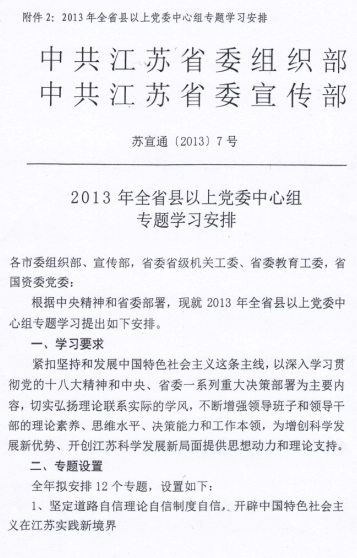 附件 2：2013 年全省县以上党委中心组专题学习安排
中共江苏省委组织部
中共江苏省委宣传部
苏宣通〔2013〕7 号
2013 年全省县以上党委中心组
专题学习安排
各市委组织部、宣传部，省委省级机关工委、省委教育工委，省
国资委党委：
根据中央精神和省委部署，现就 2013 年全省县以上党委中
心组专题学习提出如下安排。
一、学习要求
紧扣坚持和发展中国特色社会主义这条主线，以深入学习贯
彻党的十八大精神和中央、省委一系列重大决策部署为主要内
容，切实弘扬理论联系实际的学风，不断增强领导班子和领导干
部的理论素养、思维水平、决策能力和工作本领，为增创科学发
展新优势、开创江苏科学发展新局面提供思想动力和理论支持。
二、专题设置
全年拟安排 12 个专题，设置如下：
1、坚定道路自信理论自信制度自信，开辟中国特色社会主
义在江苏实践新境界